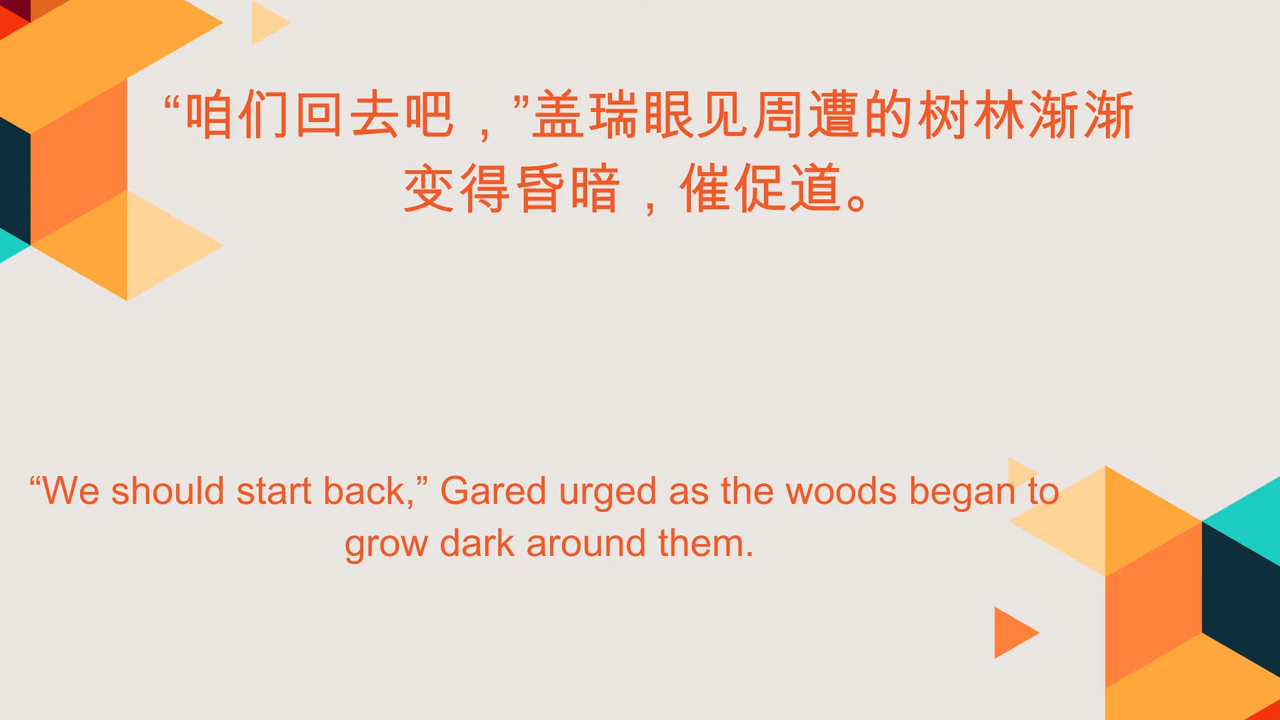 “咱们回去吧，”盖瑞眼见周遭的树林渐渐
变得昏暗，催促道。
“We should start back,” Gared urged as the woods began to
grow dark around them.